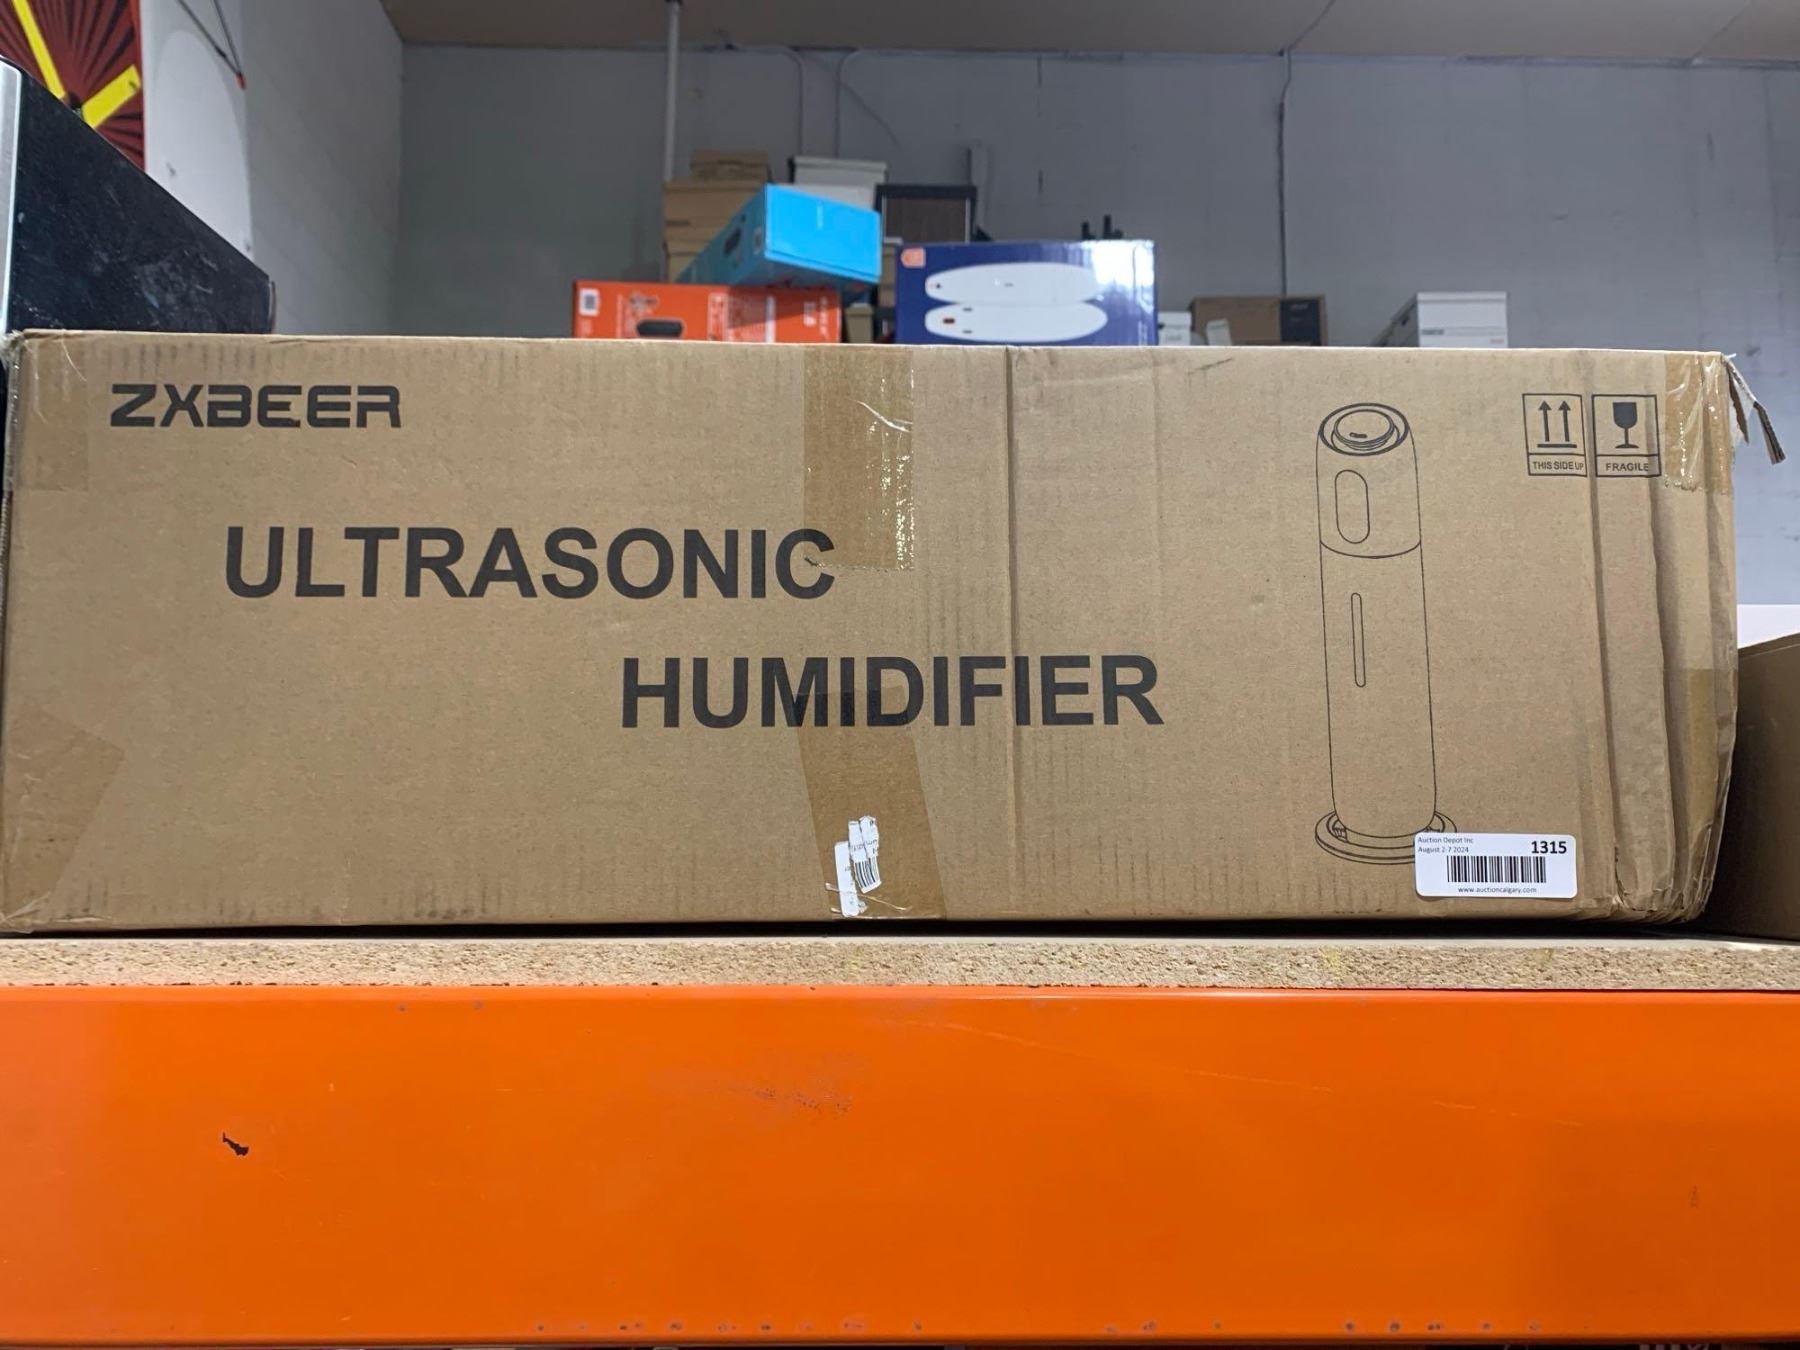 ZXBEER
ULTRASONIC
HUMIDIFIER
THIS SIDE UP
FRAGILE
Auction Depot Inc
August 2-7 2024
1315
www.auctioncalgary.com